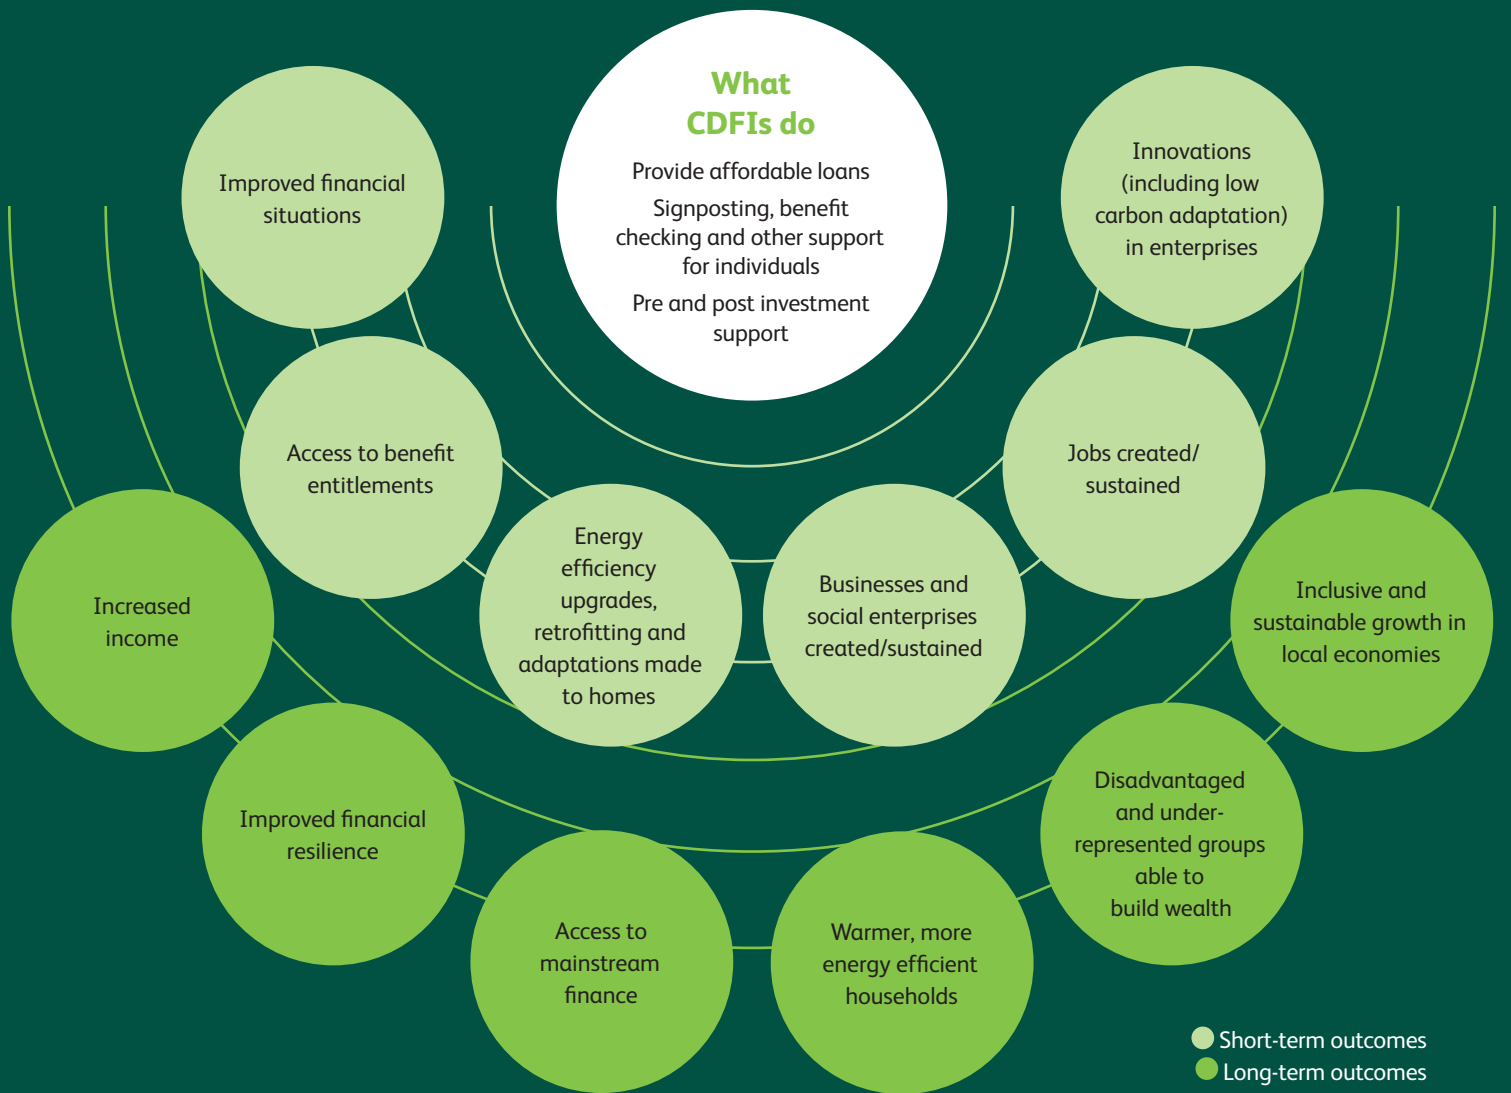 What
CDFIs do
Provide affordable loans
Signposting, benefit
checking and other support
for individuals
Pre and post investment
support
Improved financial
situations
Access to benefit
entitlements
Energy
efficiency
upgrades,
retrofitting and
adaptations made
to homes
Businesses and
social enterprises
created/sustained
Jobs created/
sustained
Innovations
(including low
carbon adaptation)
in enterprises
Increased
income
Improved financial
resilience
Access to
mainstream
finance
Warmer, more
energy efficient
households
Disadvantaged
and under-
represented groups
able to
build wealth
Inclusive and
sustainable growth in
local economies
Short-term outcomes
Long-term outcomes